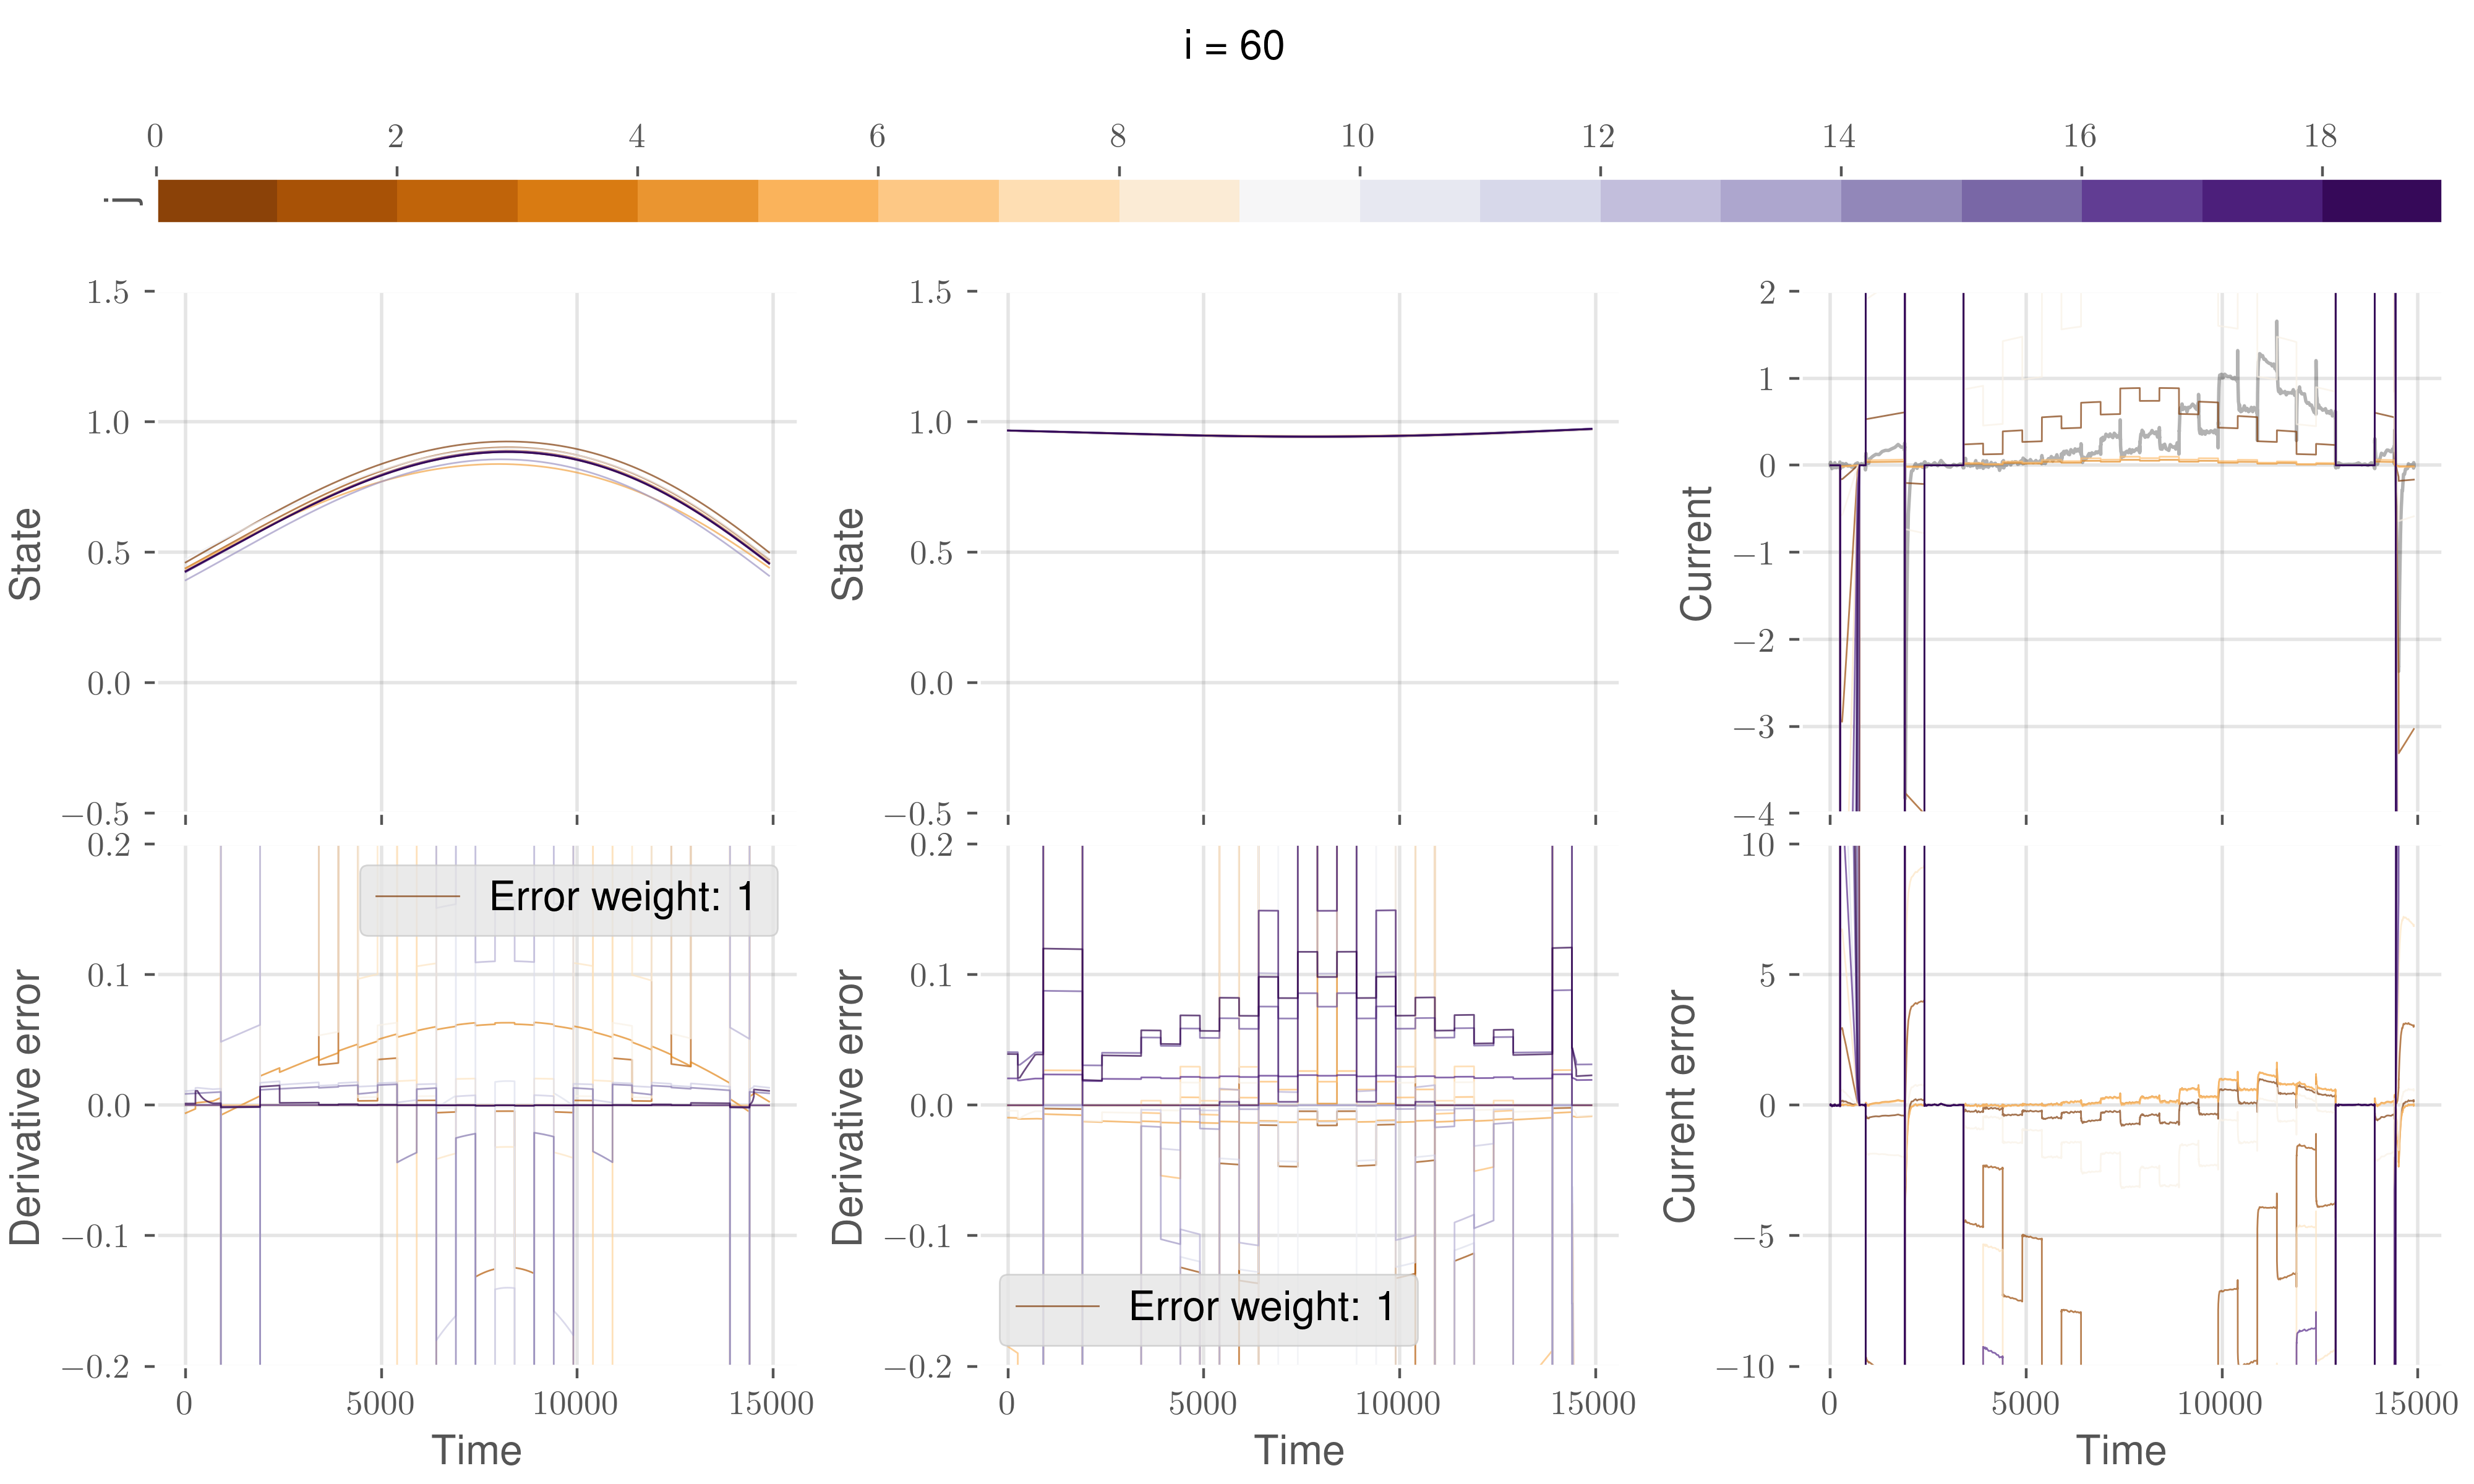 i = 60
0 2 4 6 8 10 12 14 16 18
j
1.5 1.0 0.5 0.0 −0.5
State
1.5 1.0 0.5 0.0 −0.5
State
2 1 0 −1 −2 −3 −4
Current
0.2 0.1 0.0 −0.1 −0.2
Derivative error
Error weight: 1
0 5000 10000 15000
Time
0.2 0.1 0.0 −0.1 −0.2
Derivative error
Error weight: 1
0 5000 10000 15000
Time
10 5 0 −5 −10
Current error
0 5000 10000 15000
Time